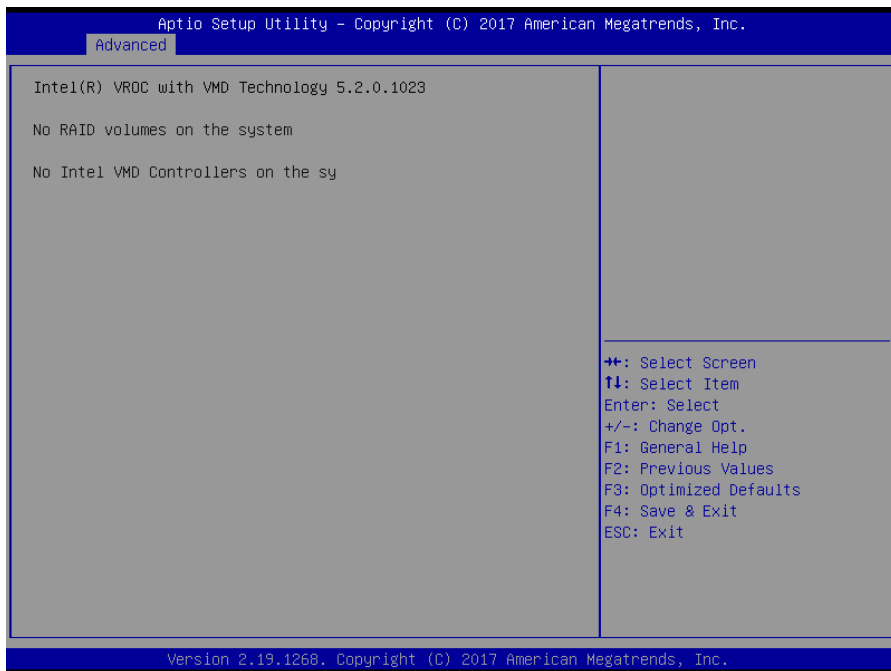 Aptio Setup Utility – Copyright (C) 2017 American Megatrends, Inc.
Advanced
Intel(R) VROC with VMD Technology 5.2.0.1023
No RAID volumes on the system
No Intel VMD Controllers on the sy
→←: Select Screen
↑↓: Select Item
Enter: Select
+/-: Change Opt.
F1: General Help
F2: Previous Values
F3: Optimized Defaults
F4: Save & Exit
ESC: Exit
Version 2.19.1268. Copyright (C) 2017 American Megatrends, Inc.